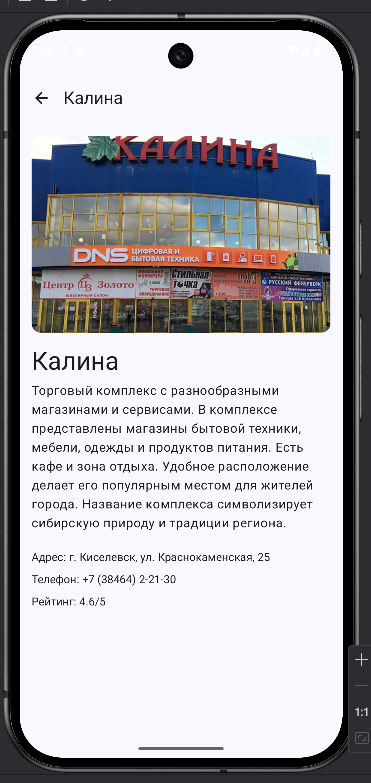 Калина
КАЛИНА
DNS ЦИФРОВАЯ И
БЫТОВАЯ ТЕХНИКА
Центр Золото
ЮВЕЛИРНЫЙ САЛОН
СТИЛЬНАЯ
ТОЧКА
РУССКИЙ ФЕЙЕРВЕРК
Калина
Торговый комплекс с разнообразными
магазинами и сервисами. В комплексе
представлены магазины бытовой техники,
мебели, одежды и продуктов питания. Есть
кафе и зона отдыха. Удобное расположение
делает его популярным местом для жителей
города. Название комплекса символизирует
сибирскую природу и традиции региона.
Адрес: г. Киселевск, ул. Краснокаменская, 25
Телефон: +7 (38464) 2-21-30
Рейтинг: 4.6/5
1:1